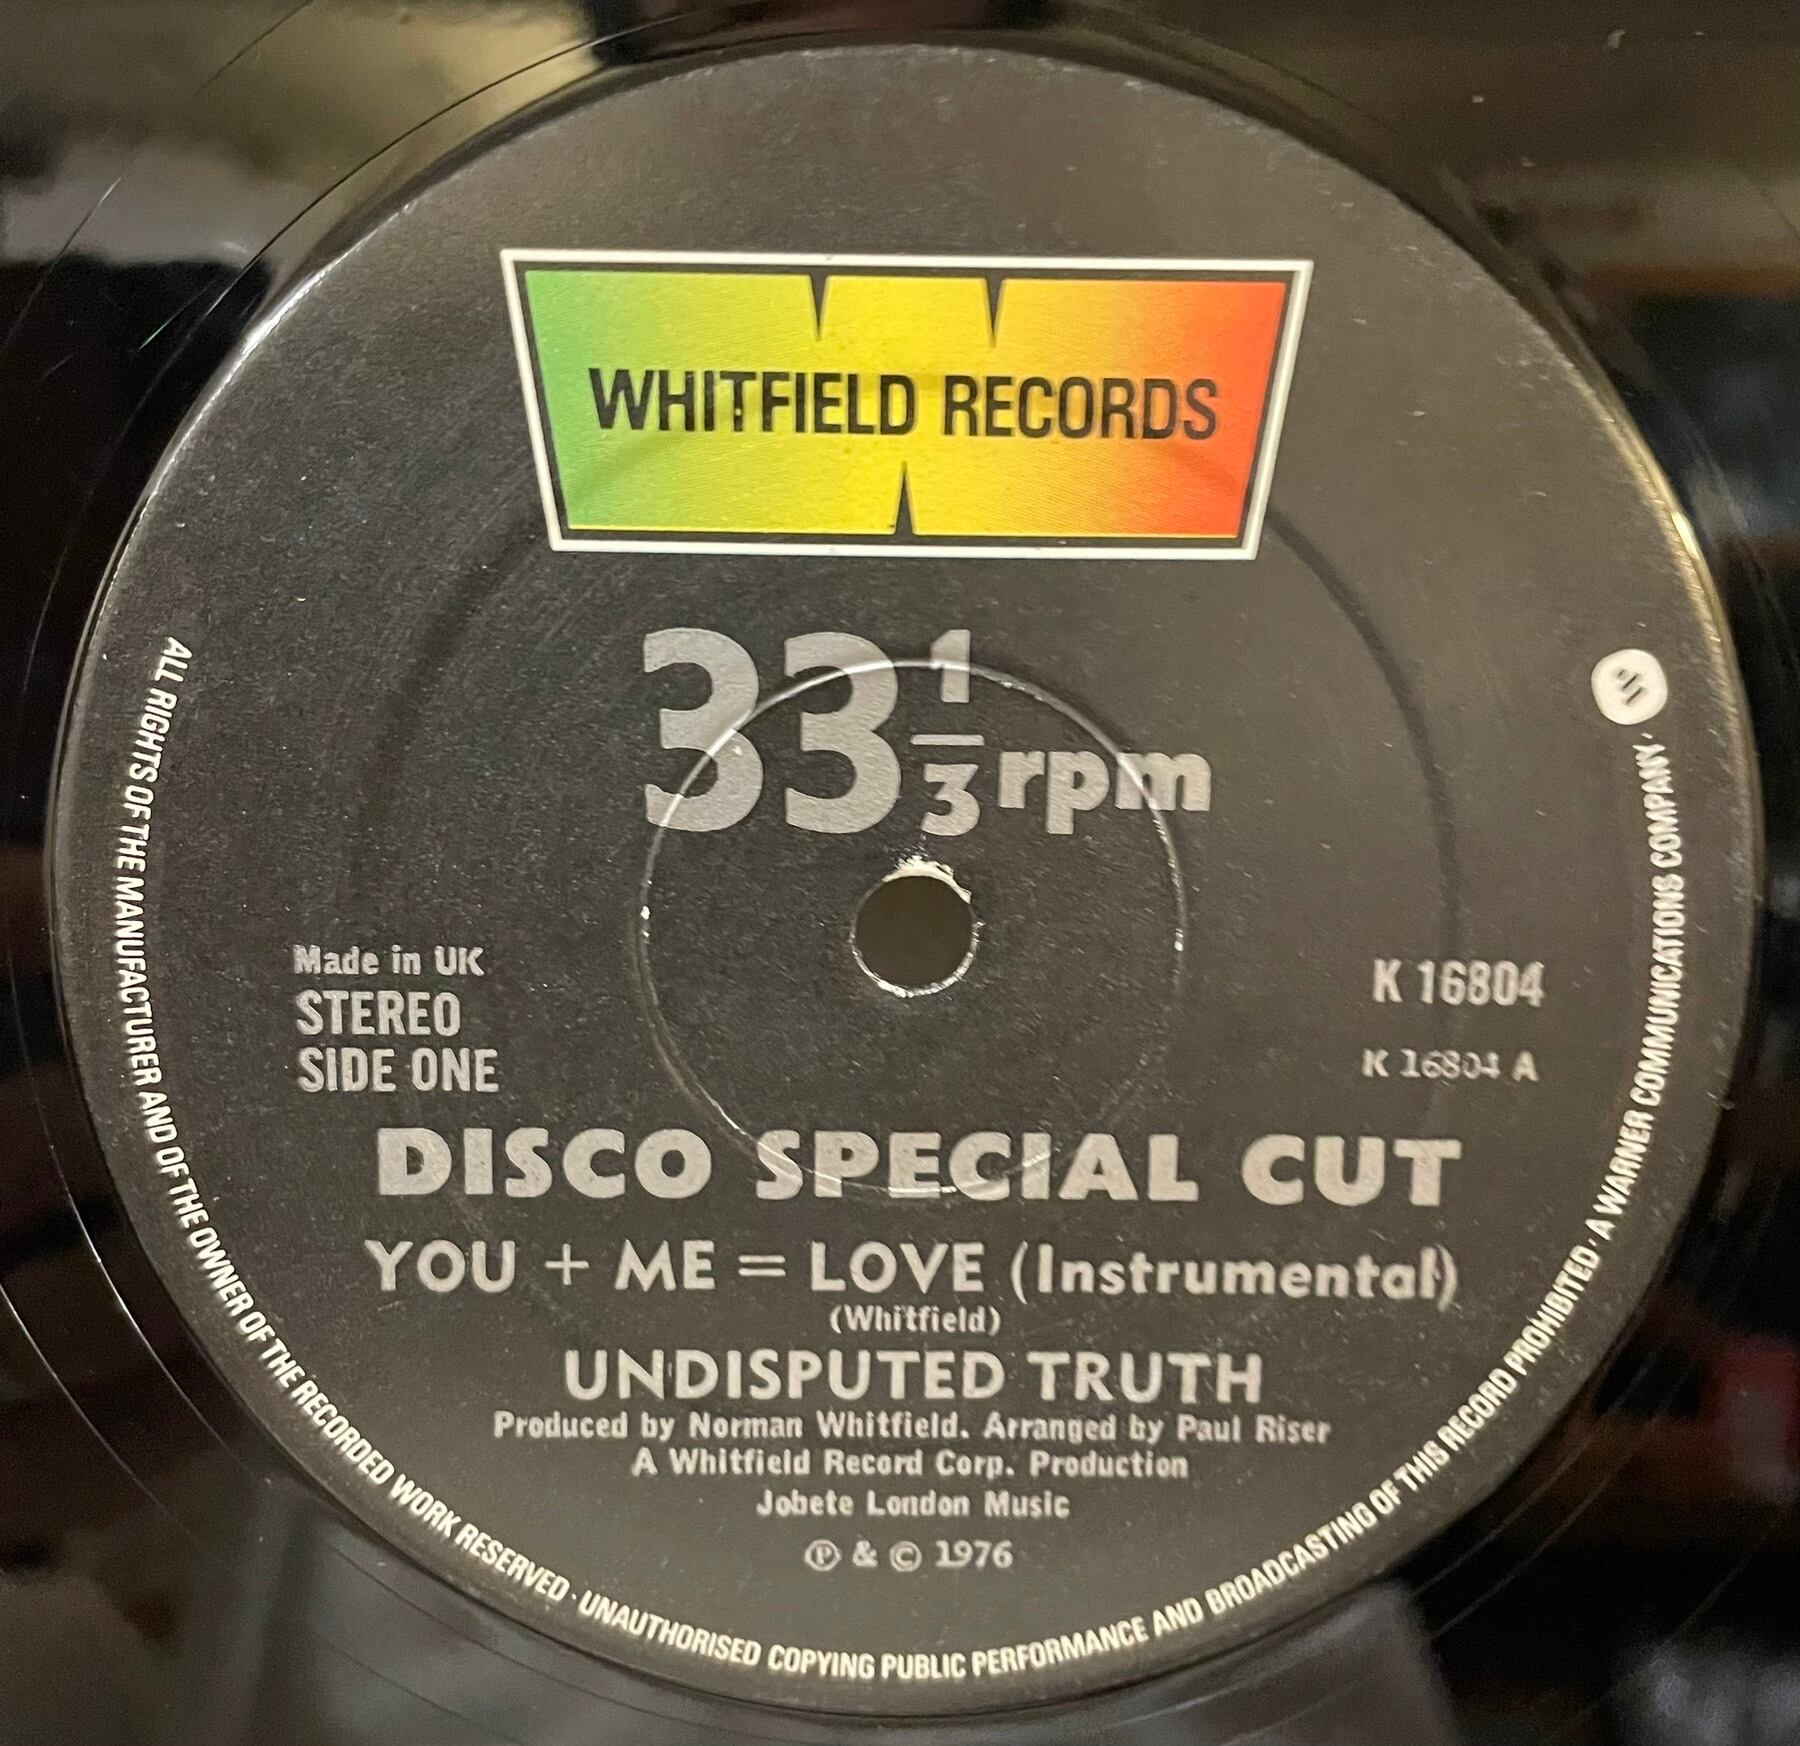 WHITFIELD RECORDS
33 1/3 rpm
Made in UK
STEREO
SIDE ONE
K 16804
K 16804 A
DISCO SPECIAL CUT
YOU + ME = LOVE (Instrumental)
(Whitfield)
UNDISPUTED TRUTH
Produced by Norman Whitfield. Arranged by Paul Riser
A Whitfield Record Corp. Production
Jobete London Music
℗ & © 1976
ALL RIGHTS OF THE MANUFACTURER AND OF THE OWNER OF THE RECORDED WORK RESERVED · UNAUTHORISED COPYING PUBLIC PERFORMANCE AND BROADCASTING OF THIS RECORD PROHIBITED · A WARNER COMMUNICATIONS COMPANY ·